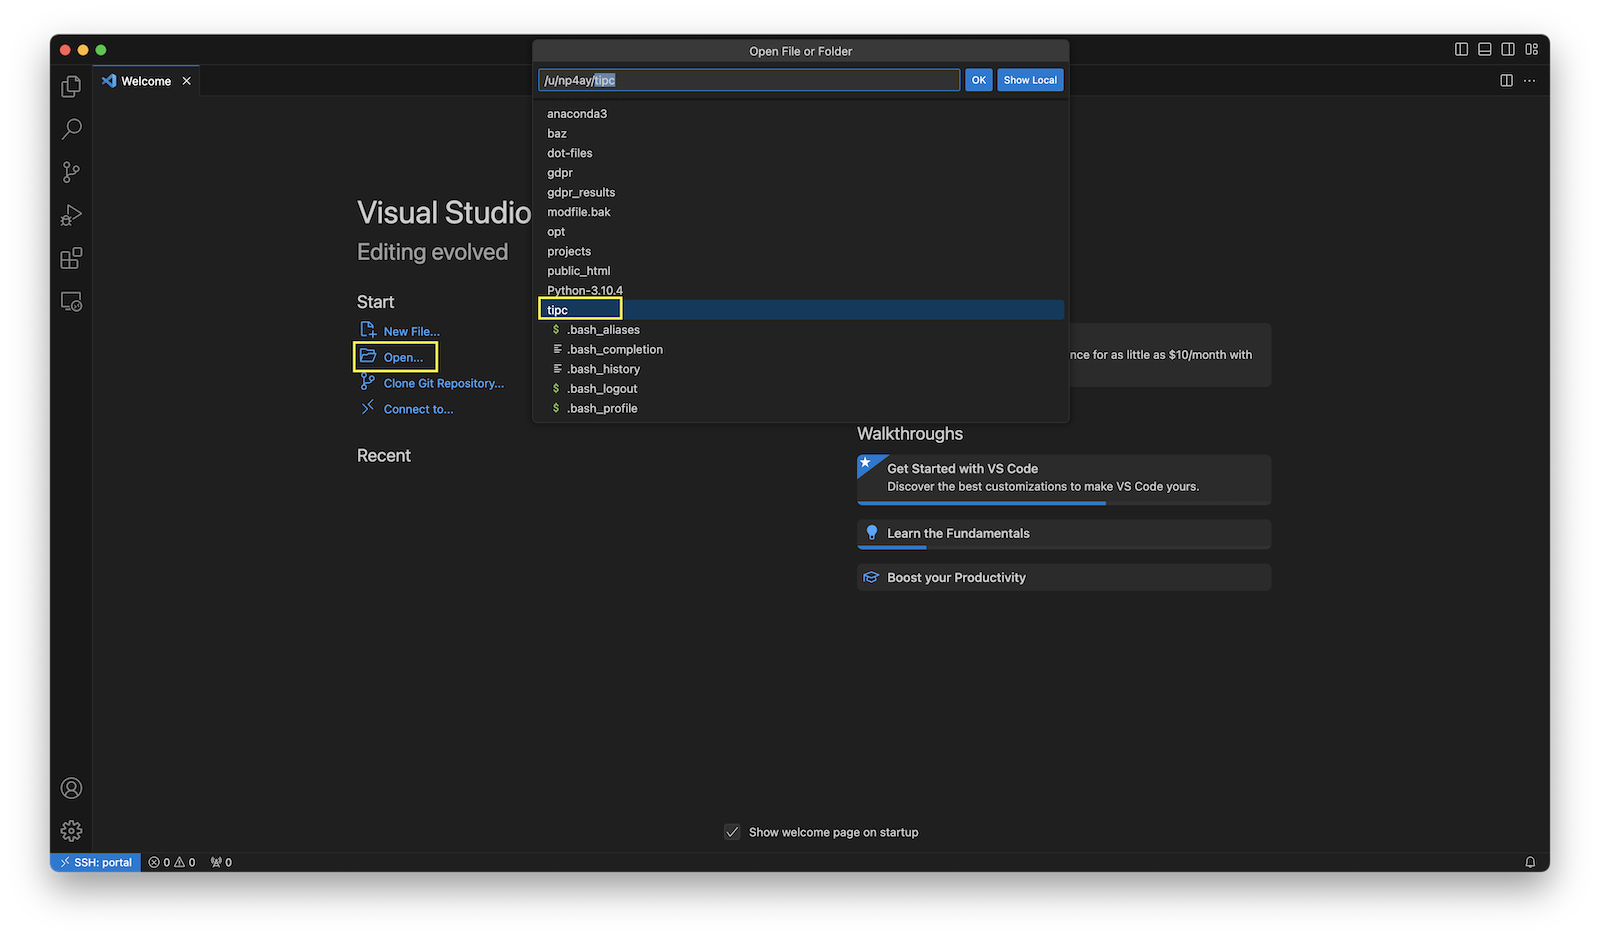 Open File or Folder
Welcome
/u/np4ay/tipc
OK
Show Local
anaconda3
baz
dot-files
gdpr
gdpr_results
modfile.bak
opt
projects
public_html
Python-3.10.4
tipc
$ .bash_aliases
.bash_completion
.bash_history
$ .bash_logout
$ .bash_profile
Visual Studio
Editing evolved
Start
New File...
Open...
Clone Git Repository...
Connect to...
Recent
nce for as little as $10/month with
Walkthroughs
Get Started with VS Code
Discover the best customizations to make VS Code yours.
Learn the Fundamentals
Boost your Productivity
Show welcome page on startup
SSH: portal
0
0
0